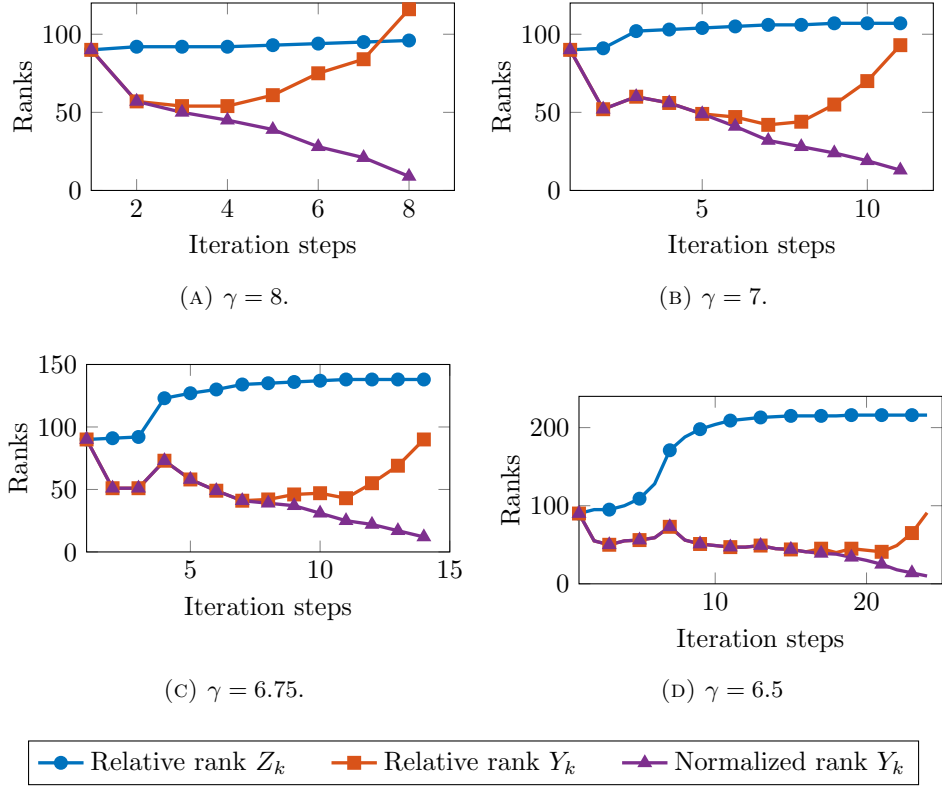 100
50
0
Ranks
2
4
6
8
Iteration steps
(A) γ = 8.
100
50
0
Ranks
5
10
Iteration steps
(B) γ = 7.
150
100
50
0
Ranks
5
10
15
Iteration steps
(C) γ = 6.75.
200
100
0
Ranks
10
20
Iteration steps
(D) γ = 6.5
Relative rank Z_k
Relative rank Y_k
Normalized rank Y_k